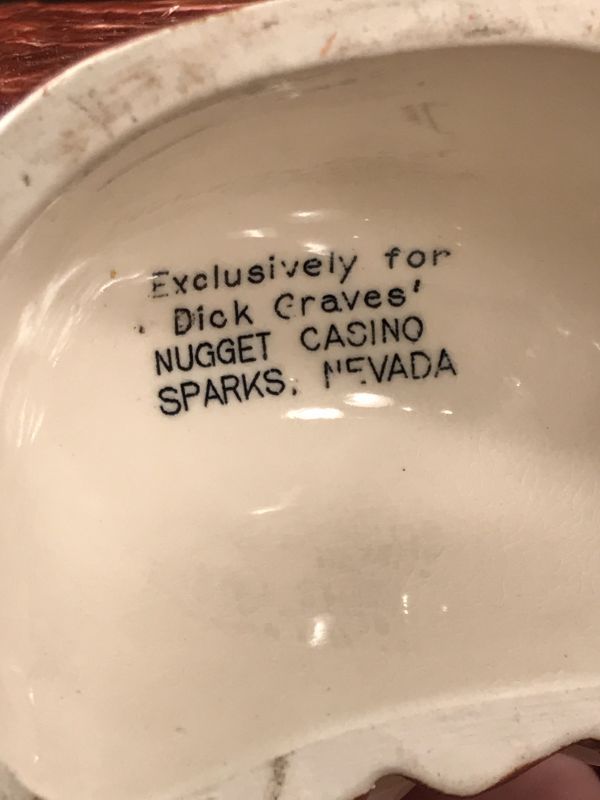 Exclusively for
Dick Graves'
NUGGET CASINO
SPARKS, NEVADA